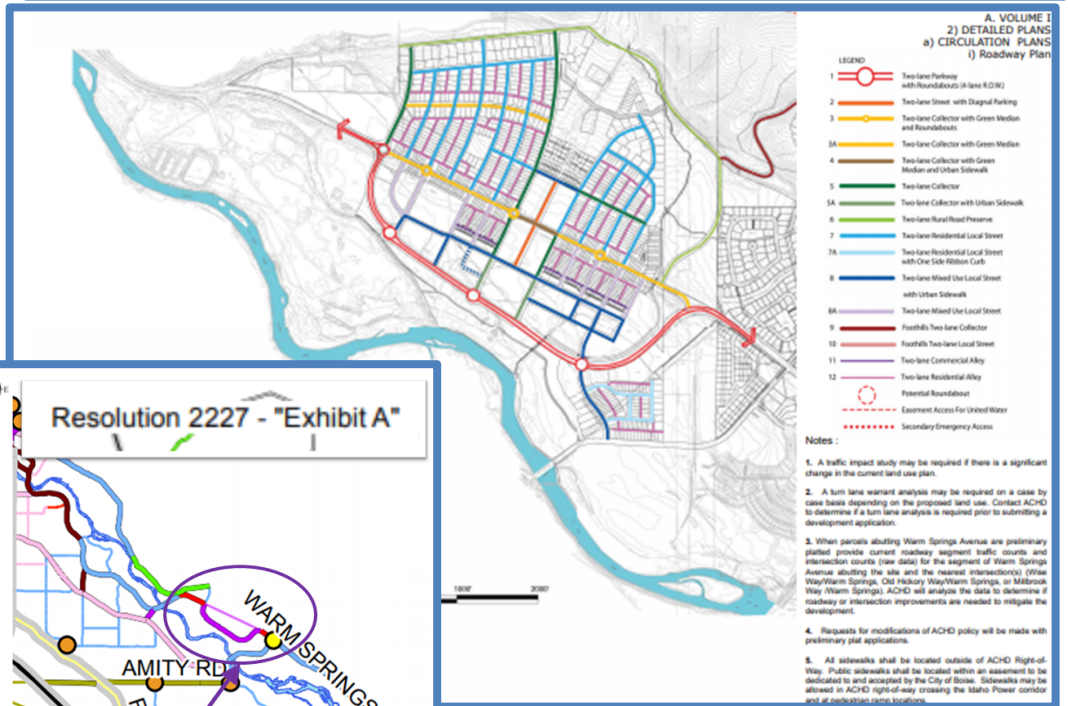 A. VOLUME I
2) DETAILED PLANS
a) CIRCULATION PLANS
i) Roadway Plan
LEGEND
1 Two-lane Parkway
with Roundabouts (4-lane R.O.W.)
2 Two-lane Street with Diagnal Parking
3 Two-lane Collector with Green Median
and Roundabouts
3A Two-lane Collector with Green Median
4 Two-lane Collector with Green
Median and Urban Sidewalk
5 Two-lane Collector
5A Two-lane Collector with Urban Sidewalk
6 Two-lane Rural Road Preserve
7 Two-lane Residential Local Street
7A Two-lane Residential Local Street
with One Side Ribbon Curb
8 Two-lane Mixed Use Local Street
with Urban Sidewalk
8A Two-lane Mixed Use Local Street
9 Foothills Two-lane Collector
10 Foothills Two-lane Local Street
11 Two-lane Commercial Alley
12 Two-lane Residential Alley
Potential Roundabout
Easement Access For United Water
Secondary Emergency Access
Notes :
1. A traffic impact study may be required if there is a significant
change in the current land use plan.
2. A turn lane warrant analysis may be required on a case by
case basis depending on the proposed land use. Contact ACHD
to determine if a turn lane analysis is required prior to submitting a
development application.
3. When parcels abutting Warm Springs Avenue are preliminary
platted provide current roadway segment traffic counts and
intersection counts (raw data) for the segment of Warm Springs
Avenue abutting the site and the nearest intersection(s) (Wise
Way/Warm Springs, Old Hickory Way/Warm Springs, or Millbrook
Way /Warm Springs). ACHD will analyze the data to determine if
roadway or intersection improvements are needed to mitigate the
development.
4. Requests for modifications of ACHD policy will be made with
preliminary plat applications.
5. All sidewalks shall be located outside of ACHD Right-of-
Way. Public sidewalks shall be located within an easement to be
dedicated to and accepted by the City of Boise. Sidewalks may be
allowed in ACHD right-of-way crossing the Idaho Power corridor
and at pedestrian ramp locations.
1000' 2000'
Resolution 2227 - "Exhibit A"
WARM SPRINGS
AMITY RD